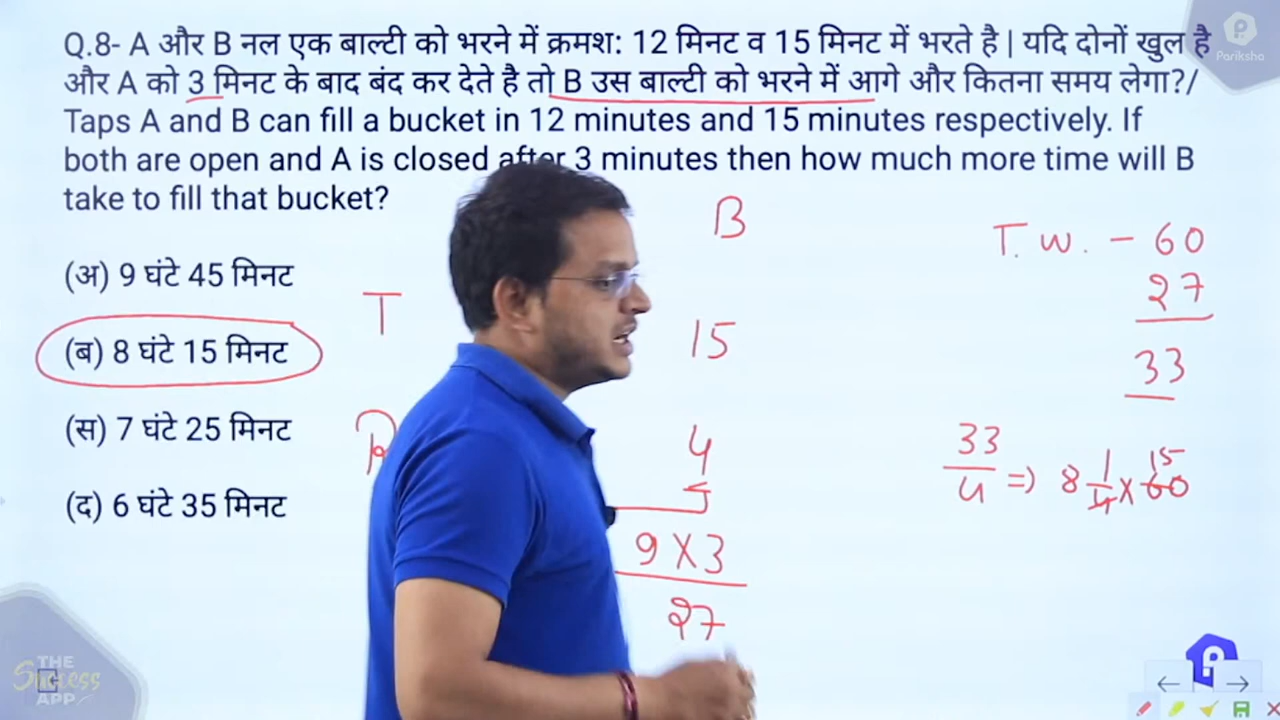 Q.8- A और B नल एक बाल्टी को भरने में क्रमश: 12 मिनट व 15 मिनट में भरते है | यदि दोनों खुल है
और A को 3 मिनट के बाद बंद कर देते है तो B उस बाल्टी को भरने में आगे और कितना समय लेगा?/
Taps A and B can fill a bucket in 12 minutes and 15 minutes respectively. If
both are open and A is closed after 3 minutes then how much more time will B
take to fill that bucket?
(अ) 9 घंटे 45 मिनट
(ब) 8 घंटे 15 मिनट
(स) 7 घंटे 25 मिनट
(द) 6 घंटे 35 मिनट
B
T 15
R 4
9 X 3
27
T. W. - 60
27
33
33
4 => 8 1/4 x 60 15
Pariksha
THE
Success
APP